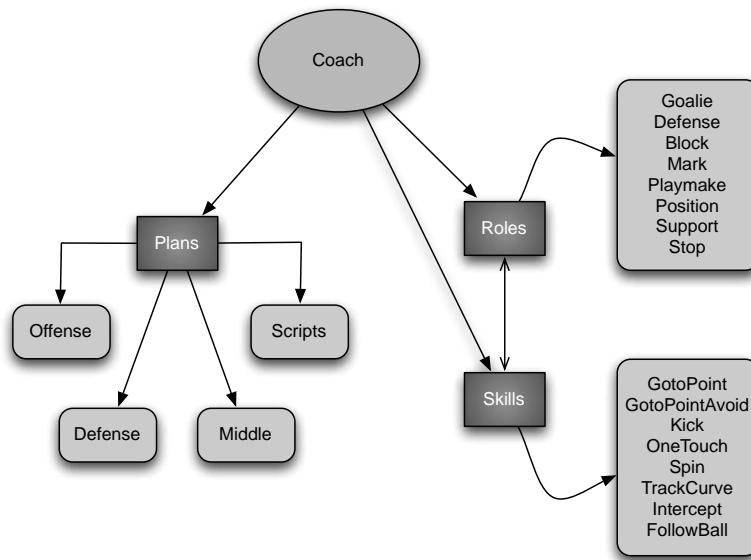 Coach
Goalie
Defense
Block
Mark
Playmake
Position
Support
Stop
Plans
Roles
Offense
Scripts
Defense
Middle
Skills
GotoPoint
GotoPointAvoid
Kick
OneTouch
Spin
TrackCurve
Intercept
FollowBall